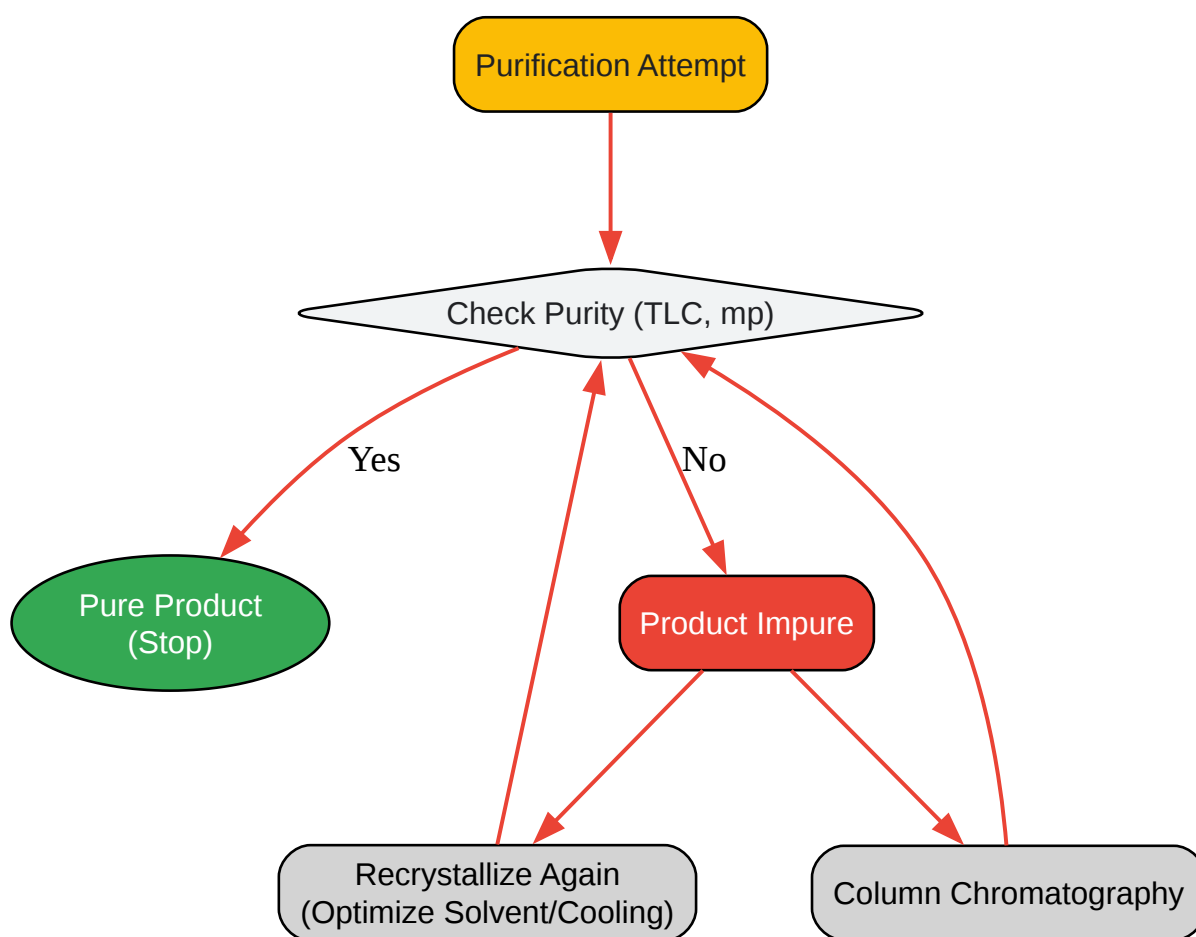 Purification Attempt
Check Purity (TLC, mp)
Yes
No
Pure Product
(Stop)
Product Impure
Recrystallize Again
(Optimize Solvent/Cooling)
Column Chromatography